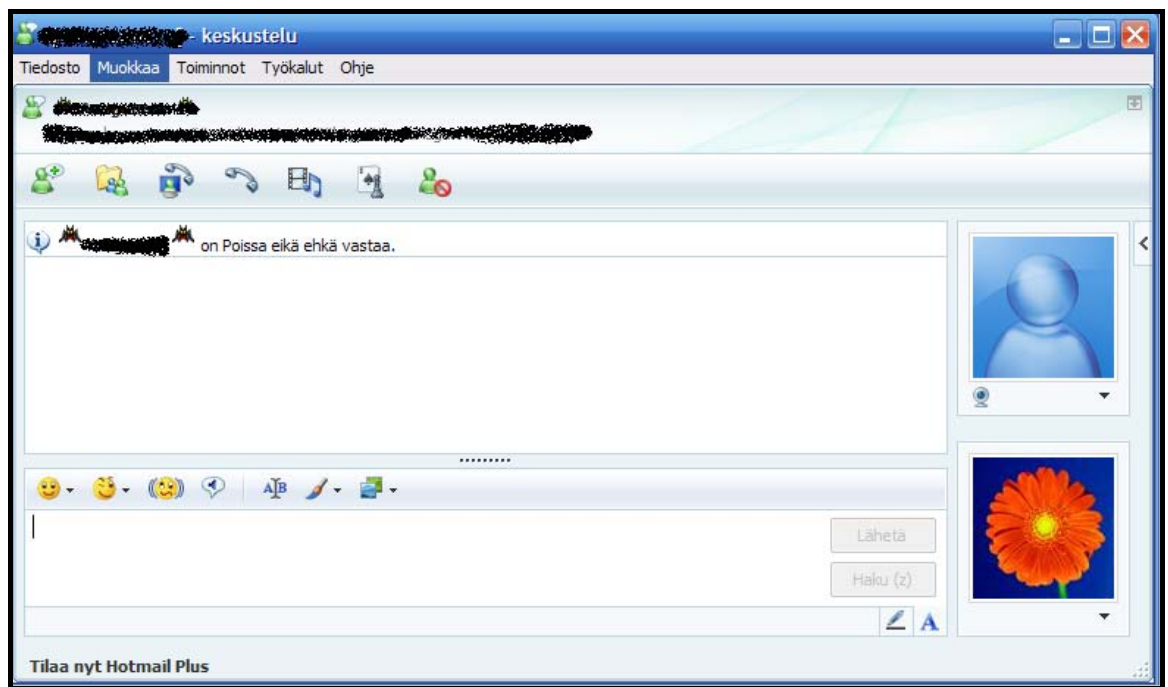 - keskustelu
Tiedosto Muokkaa Toiminnot Työkalut Ohje
on Poissa eikä ehkä vastaa.
Lähetä
Haku (z)
A
Tilaa nyt Hotmail Plus